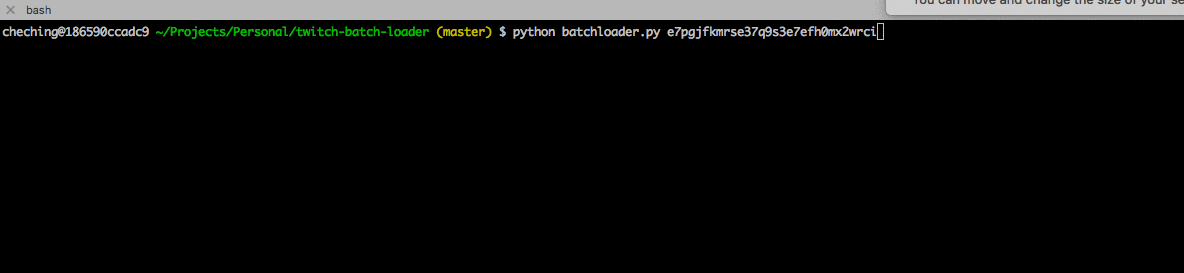 You can move and change the size of your se
bash
cheching@186590ccadc9 ~/Projects/Personal/twitch-batch-loader (master) $ python batchloader.py e7pgjfkmrse37q9s3e7efh0mx2wrci